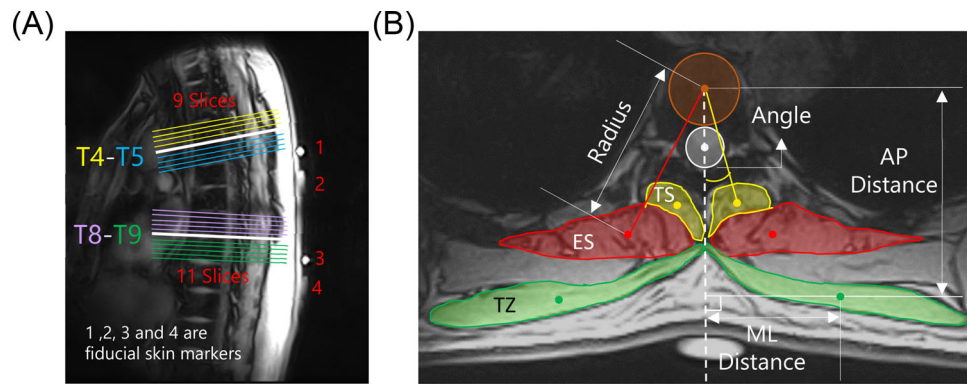 (A)
9 Slices
T4-T5
1
2
T8-T9
3
11 Slices
4
1 ,2, 3 and 4 are
fiducial skin markers
(B)
Radius
Angle
AP
Distance
TS
ES
TZ
ML
Distance